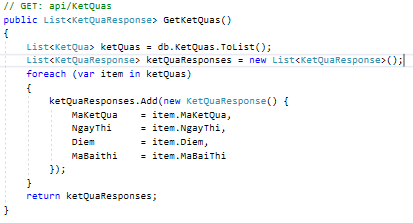 // GET: api/KetQuas
public List<KetQuaResponse> GetKetQuas()
{
    List<KetQua> ketQuas = db.KetQuas.ToList();
    List<KetQuaResponse> ketQuaResponses = new List<KetQuaResponse>();
    foreach (var item in ketQuas)
    {
        ketQuaResponses.Add(new KetQuaResponse() {
            MaKetQua    = item.MaKetQua,
            NgayThi     = item.NgayThi,
            Diem        = item.Diem,
            MaBaithi    = item.MaBaiThi
        });
    }
    return ketQuaResponses;
}